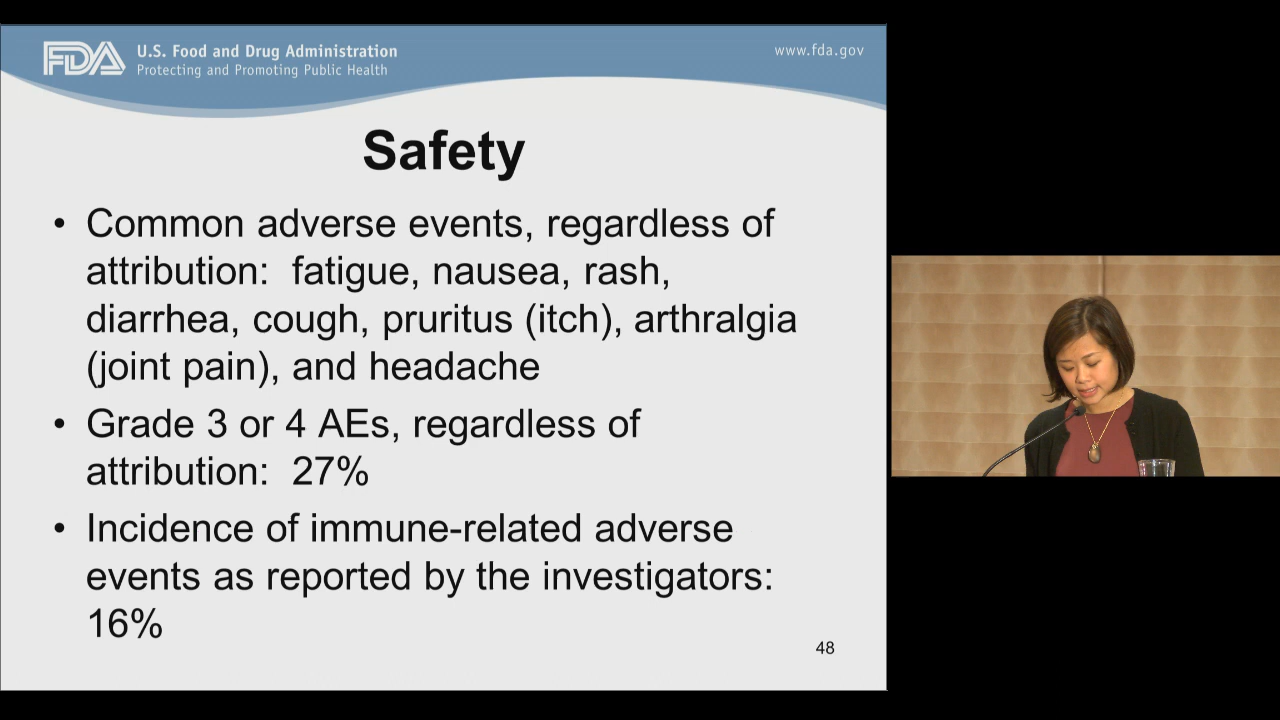 FDA U.S. Food and Drug Administration
Protecting and Promoting Public Health
www.fda.gov
Safety
• Common adverse events, regardless of
attribution: fatigue, nausea, rash,
diarrhea, cough, pruritus (itch), arthralgia
(joint pain), and headache
• Grade 3 or 4 AEs, regardless of
attribution: 27%
• Incidence of immune-related adverse
events as reported by the investigators:
16%
48